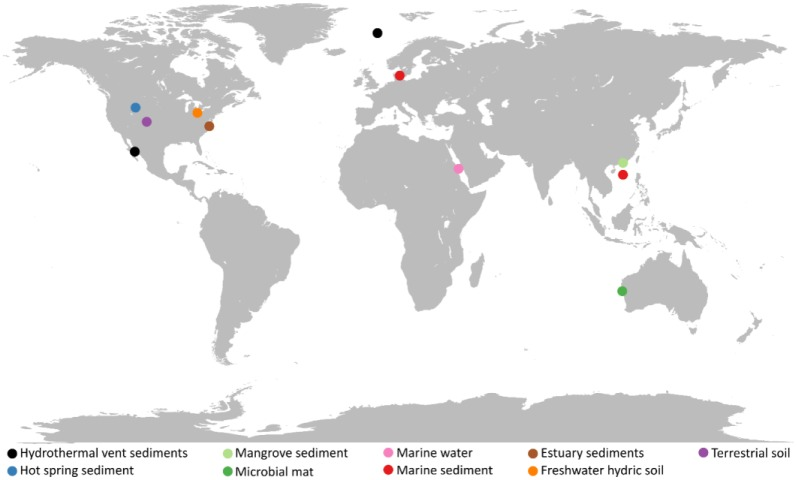 Hydrothermal vent sediments
Mangrove sediment
Marine water
Estuary sediments
Terrestrial soil
Hot spring sediment
Microbial mat
Marine sediment
Freshwater hydric soil